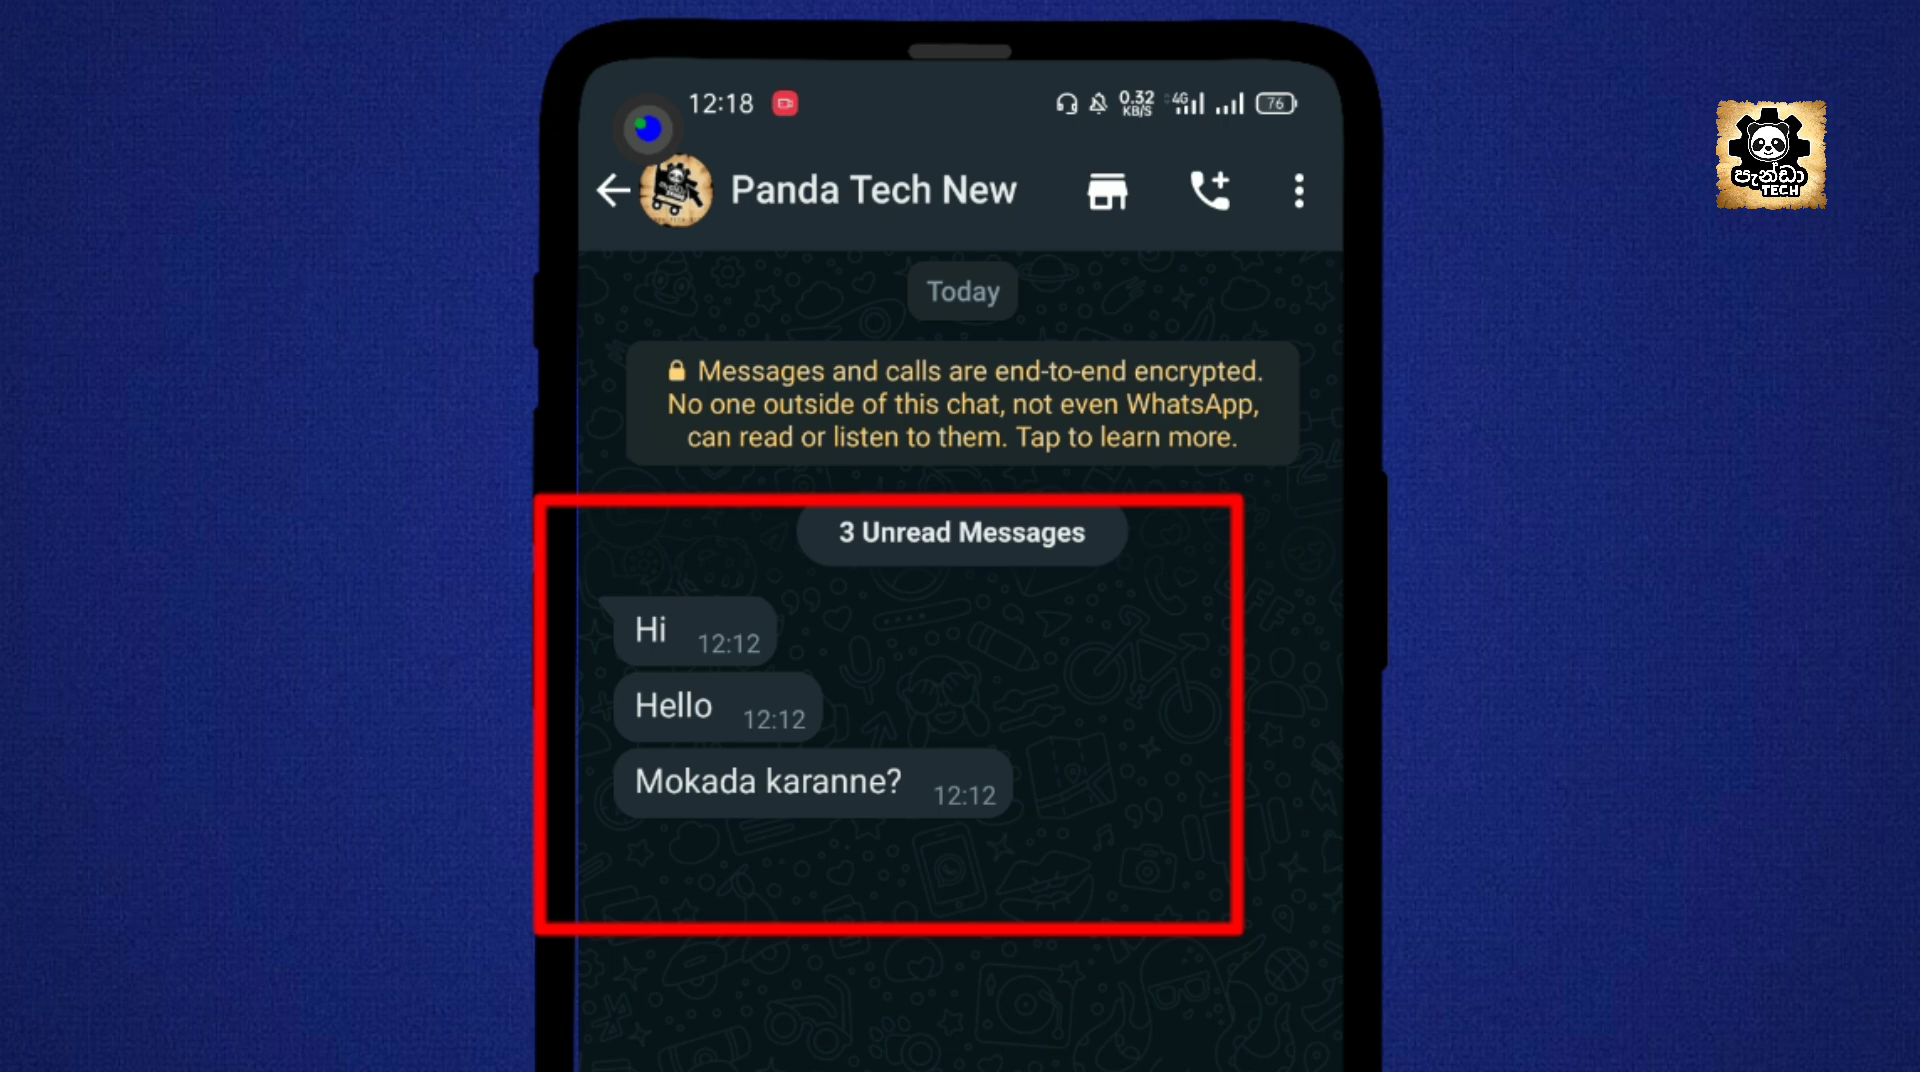 12:18
0.32
KB/S
4G
76
පැන්ඩා
TECH
Panda Tech New
Today
Messages and calls are end-to-end encrypted.
No one outside of this chat, not even WhatsApp,
can read or listen to them. Tap to learn more.
3 Unread Messages
Hi 12:12
Hello 12:12
Mokada karanne? 12:12